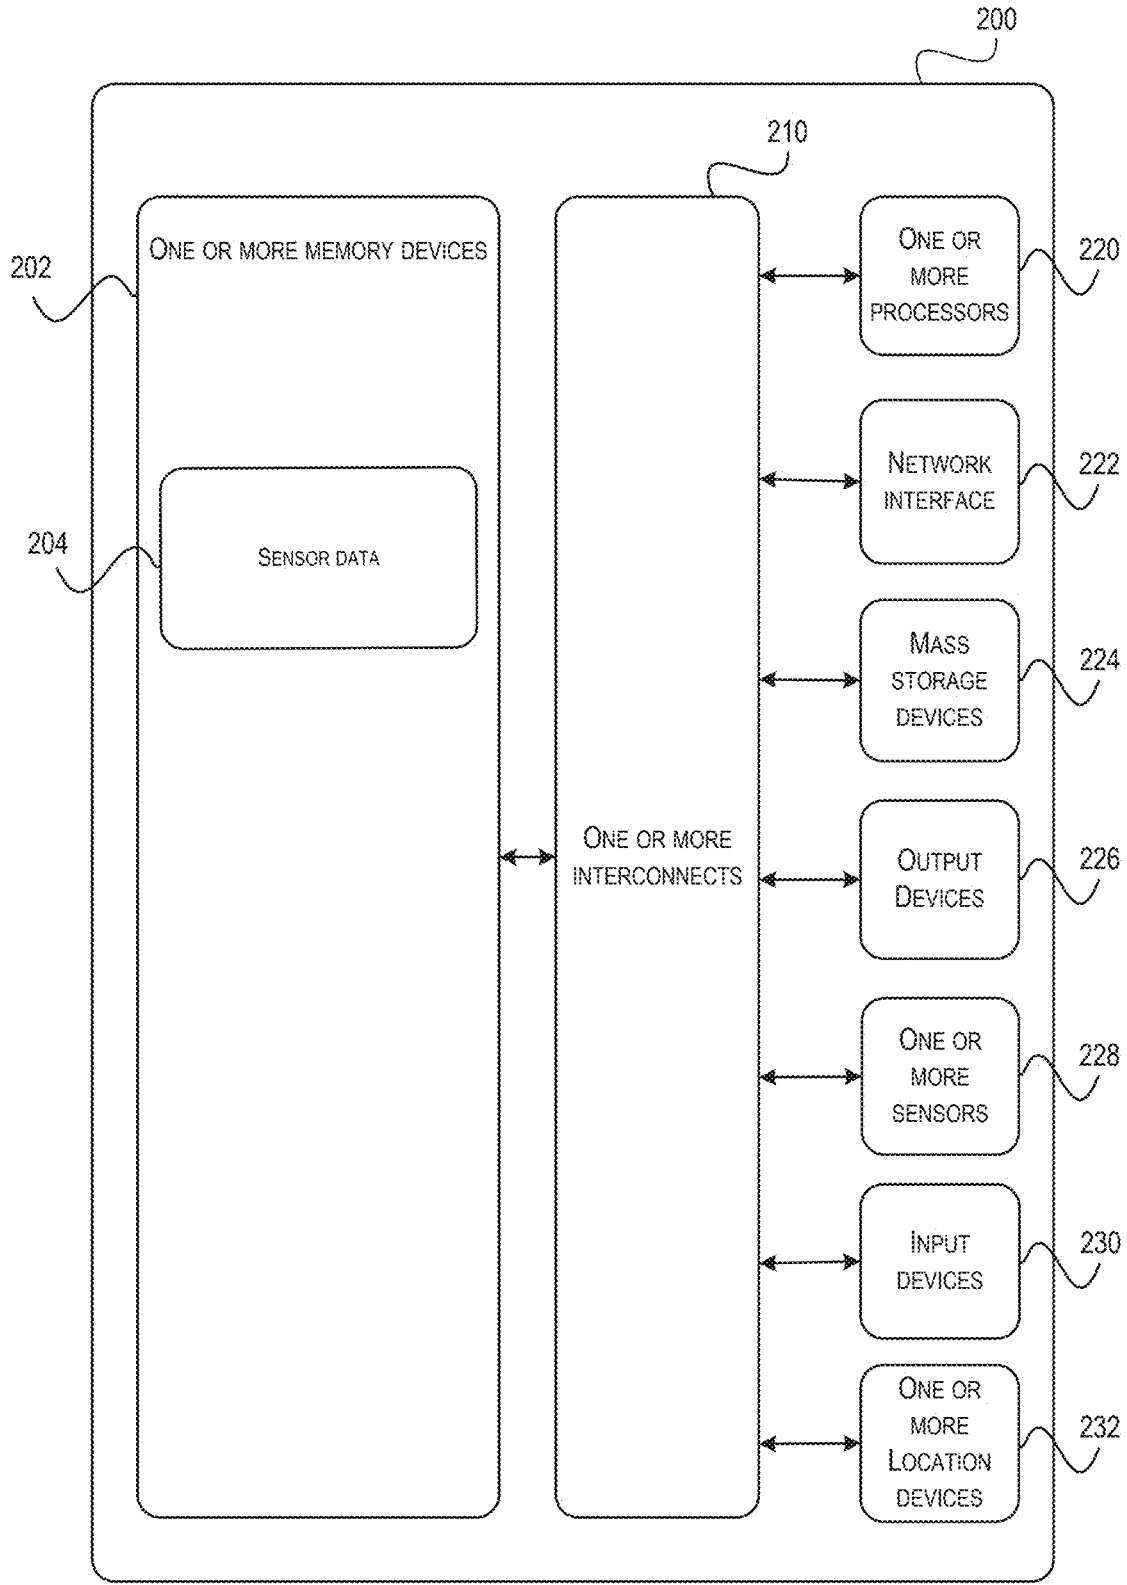 200
210
One or more memory devices
202
Sensor data
204
One or more
interconnects
One or
more
processors
220
Network
interface
222
Mass
storage
devices
224
Output
Devices
226
One or
more
sensors
228
Input
devices
230
One or
more
Location
devices
232